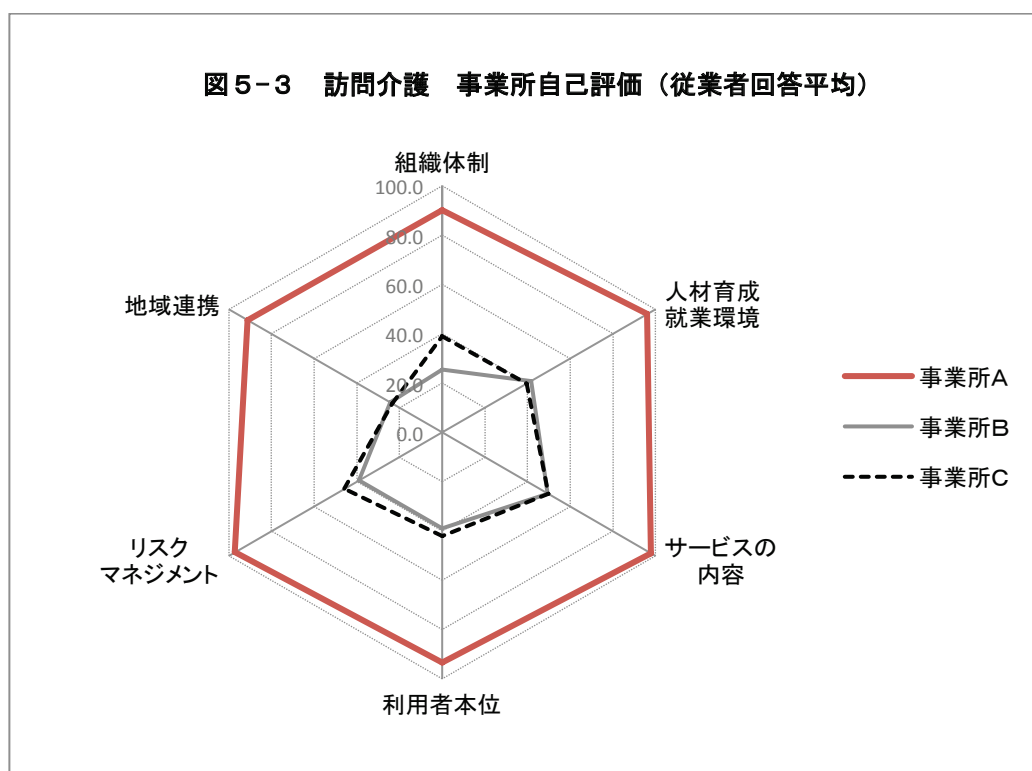 図5-3　訪問介護　事業所自己評価（従業者回答平均）
組織体制
100.0
80.0
60.0
40.0
20.0
0.0
人材育成
就業環境
サービスの
内容
利用者本位
リスク
マネジメント
地域連携
事業所A
事業所B
事業所C